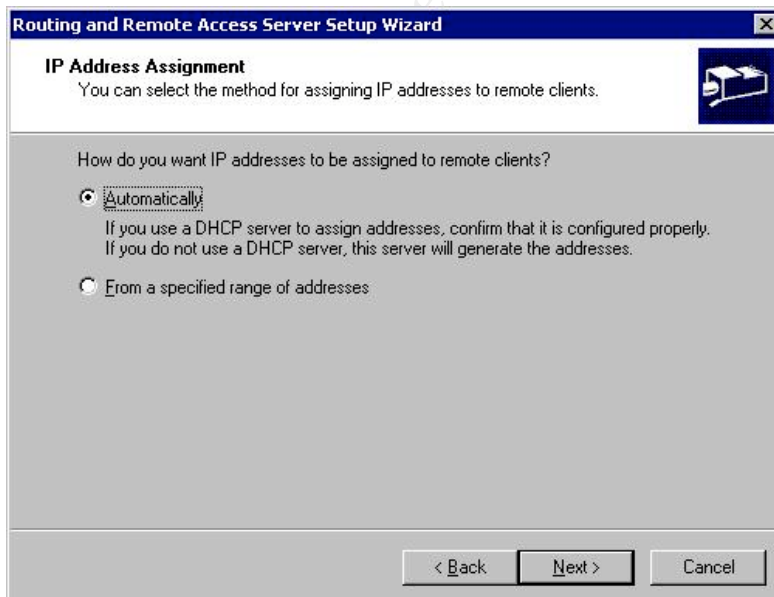 Routing and Remote Access Server Setup Wizard
IP Address Assignment
You can select the method for assigning IP addresses to remote clients.
How do you want IP addresses to be assigned to remote clients?
Automatically
If you use a DHCP server to assign addresses, confirm that it is configured properly.
If you do not use a DHCP server, this server will generate the addresses.
From a specified range of addresses
< Back
Next >
Cancel